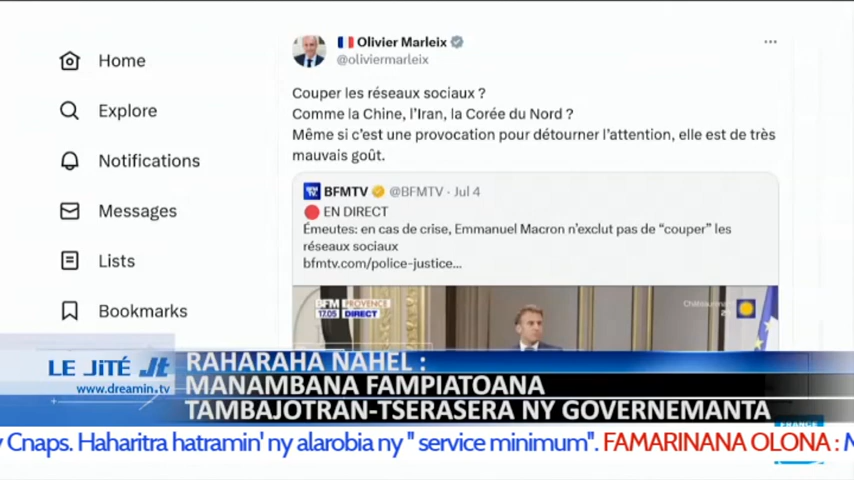 Home
Explore
Notifications
Messages
Lists
Bookmarks
Olivier Marleix
@oliviermarleix
Couper les réseaux sociaux ?
Comme la Chine, l'Iran, la Corée du Nord ?
Même si c'est une provocation pour détourner l'attention, elle est de très
mauvais goût.
BFMTV @BFMTV · Jul 4
EN DIRECT
Émeutes: en cas de crise, Emmanuel Macron n'exclut pas de "couper" les
réseaux sociaux
bfmtv.com/police-justice...
BFM PROVENCE
17.05 DIRECT
LE JiTÉ Jt
www.dreamin.tv
RAHARAHA NAHEL :
MANAMBANA FAMPIATOANA
TAMBAJOTRAN-TSERASERA NY GOVERNEMANTA
FRANCE
y Cnaps. Haharitra hatramin' ny alarobia ny " service minimum". FAMARINANA OLONA : M